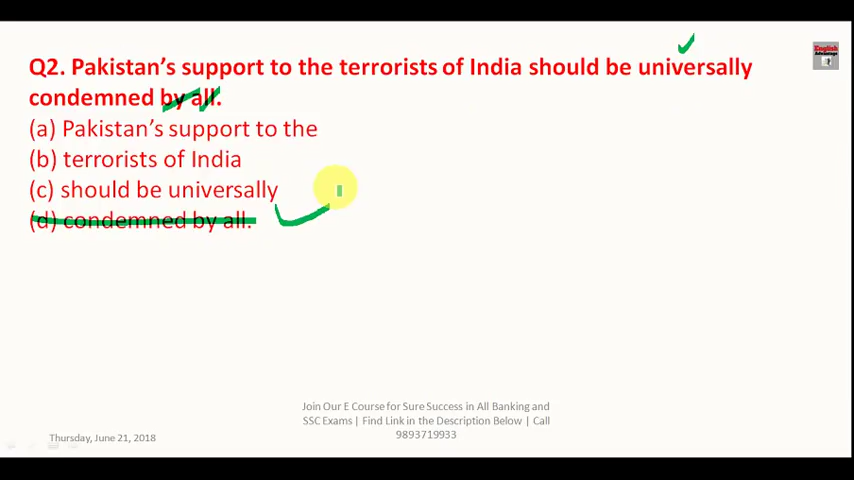 Q2. Pakistan's support to the terrorists of India should be universally
condemned by all.
(a) Pakistan's support to the
(b) terrorists of India
(c) should be universally
(d) condemned by all.
Join Our E Course for Sure Success in All Banking and
SSC Exams | Find Link in the Description Below | Call
9893719933
Thursday, June 21, 2018
English
Advantage